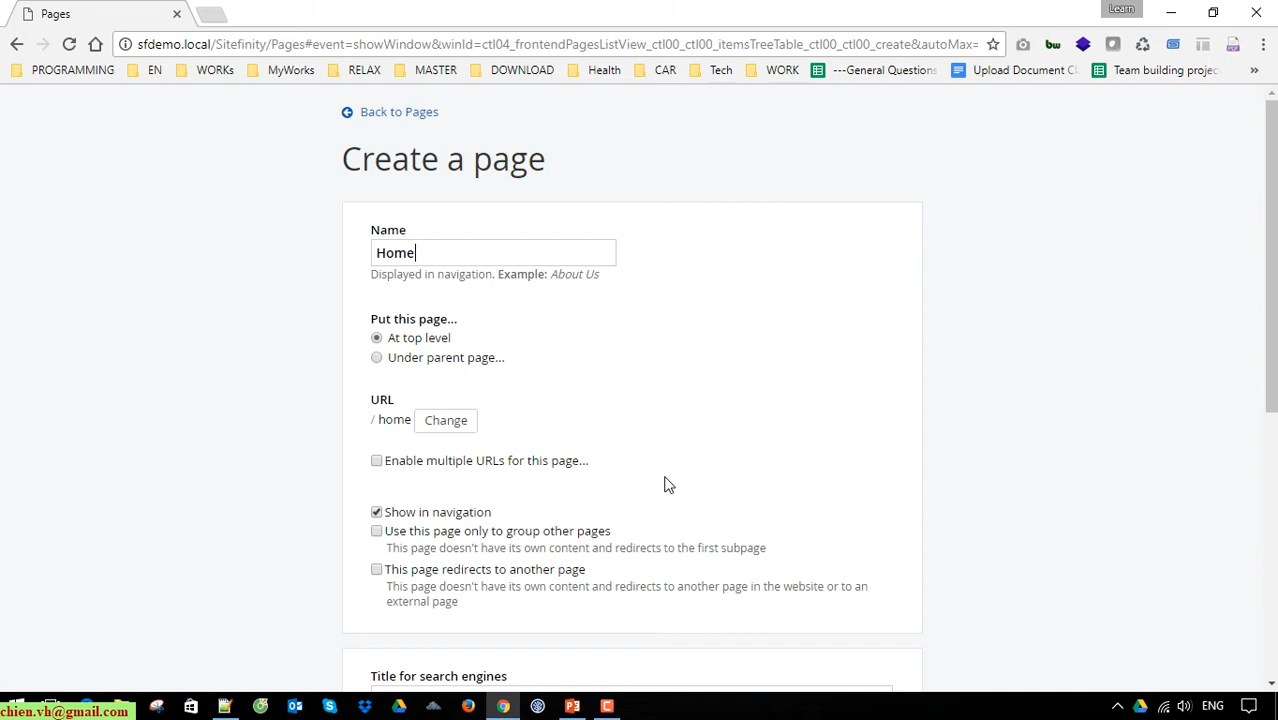 Pages
Learn
sfdemo.local/Sitefinity/Pages#event=showWindow&winId=ctl04_frontendPagesListView_ctl00_ctl00_itemsTreeTable_ctl00_ctl00_create&autoMax=
PROGRAMMING EN WORKs MyWorks RELAX MASTER DOWNLOAD Health CAR Tech WORK ---General Questions Upload Document Cl Team building projec »
Back to Pages
Create a page
Name
Home
Displayed in navigation. Example: About Us
Put this page...
At top level
Under parent page...
URL
/ home Change
Enable multiple URLs for this page...
Show in navigation
Use this page only to group other pages
This page doesn't have its own content and redirects to the first subpage
This page redirects to another page
This page doesn't have its own content and redirects to another page in the website or to an
external page
Title for search engines
ENG
chien.vh@gmail.com